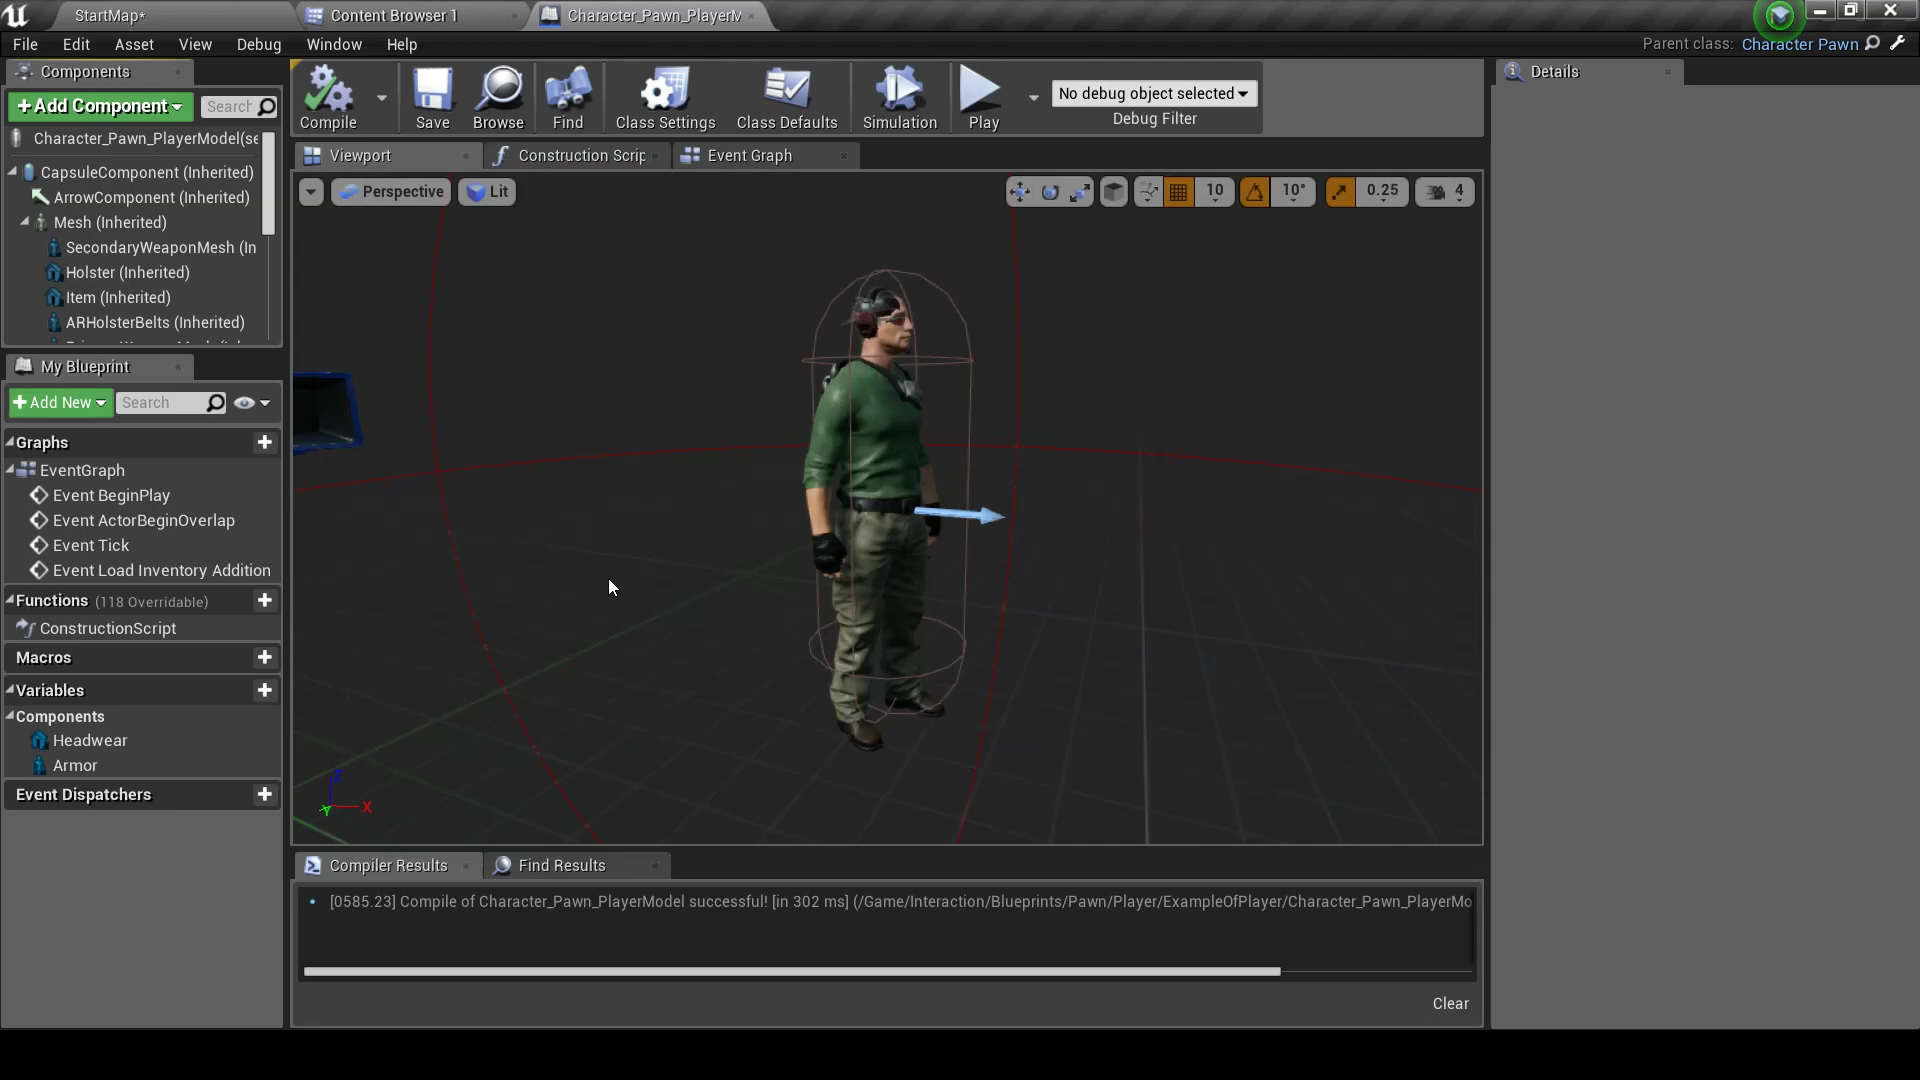 StartMap*
Content Browser 1
Character_Pawn_PlayerM
File Edit Asset View Debug Window Help
Parent class: Character Pawn
Components
Add Component
Search
Character_Pawn_PlayerModel(se
CapsuleComponent (Inherited)
ArrowComponent (Inherited)
Mesh (Inherited)
SecondaryWeaponMesh (In
Holster (Inherited)
Item (Inherited)
ARHolsterBelts (Inherited)
Compile
Save
Browse
Find
Class Settings
Class Defaults
Simulation
Play
No debug object selected
Debug Filter
Details
Viewport
Construction Scrip
Event Graph
Perspective
Lit
10
10°
0.25
4
My Blueprint
Add New
Search
Graphs
EventGraph
Event BeginPlay
Event ActorBeginOverlap
Event Tick
Event Load Inventory Addition
Functions (118 Overridable)
ConstructionScript
Macros
Variables
Components
Headwear
Armor
Event Dispatchers
Z
X
Y
Compiler Results
Find Results
[0585.23] Compile of Character_Pawn_PlayerModel successful! [in 302 ms] (/Game/Interaction/Blueprints/Pawn/Player/ExampleOfPlayer/Character_Pawn_PlayerMo
Clear